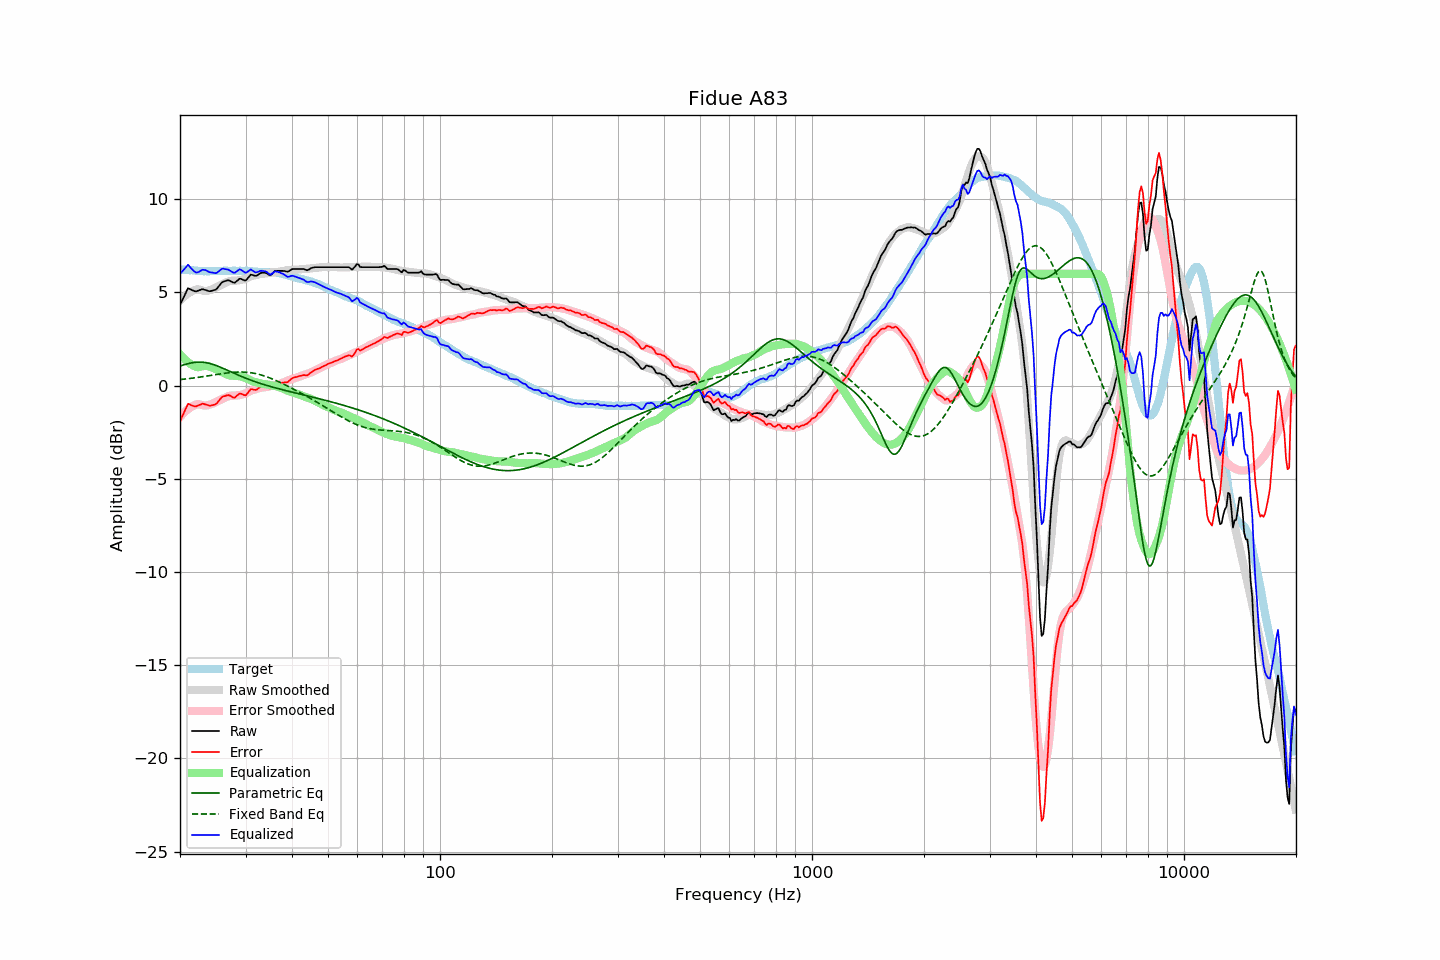 Fidue A83
Amplitude (dBr)
10
5
0
−5
−10
−15
−20
−25
Target
Raw Smoothed
Error Smoothed
Raw
Error
Equalization
Parametric Eq
Fixed Band Eq
Equalized
100
1000
10000
Frequency (Hz)